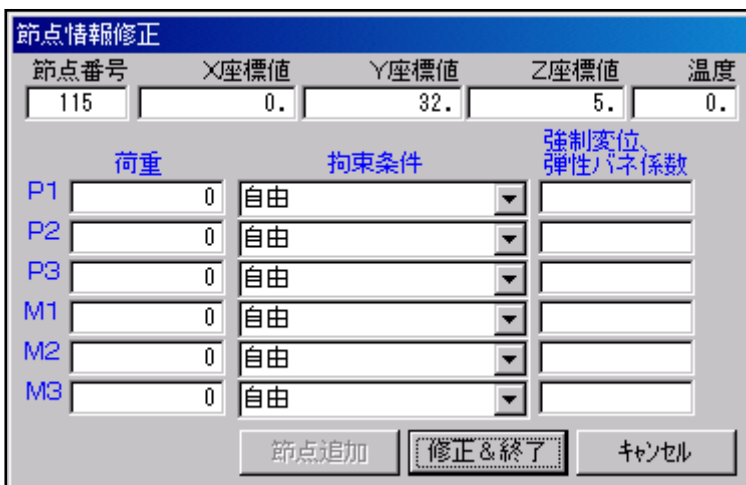 節点情報修正
節点番号 X座標値 Y座標値 Z座標値 温度
115 0. 32. 5. 0.
荷重 拘束条件 強制変位、
弾性バネ係数
P1 0 自由
P2 0 自由
P3 0 自由
M1 0 自由
M2 0 自由
M3 0 自由
節点追加 修正&終了 キャンセル